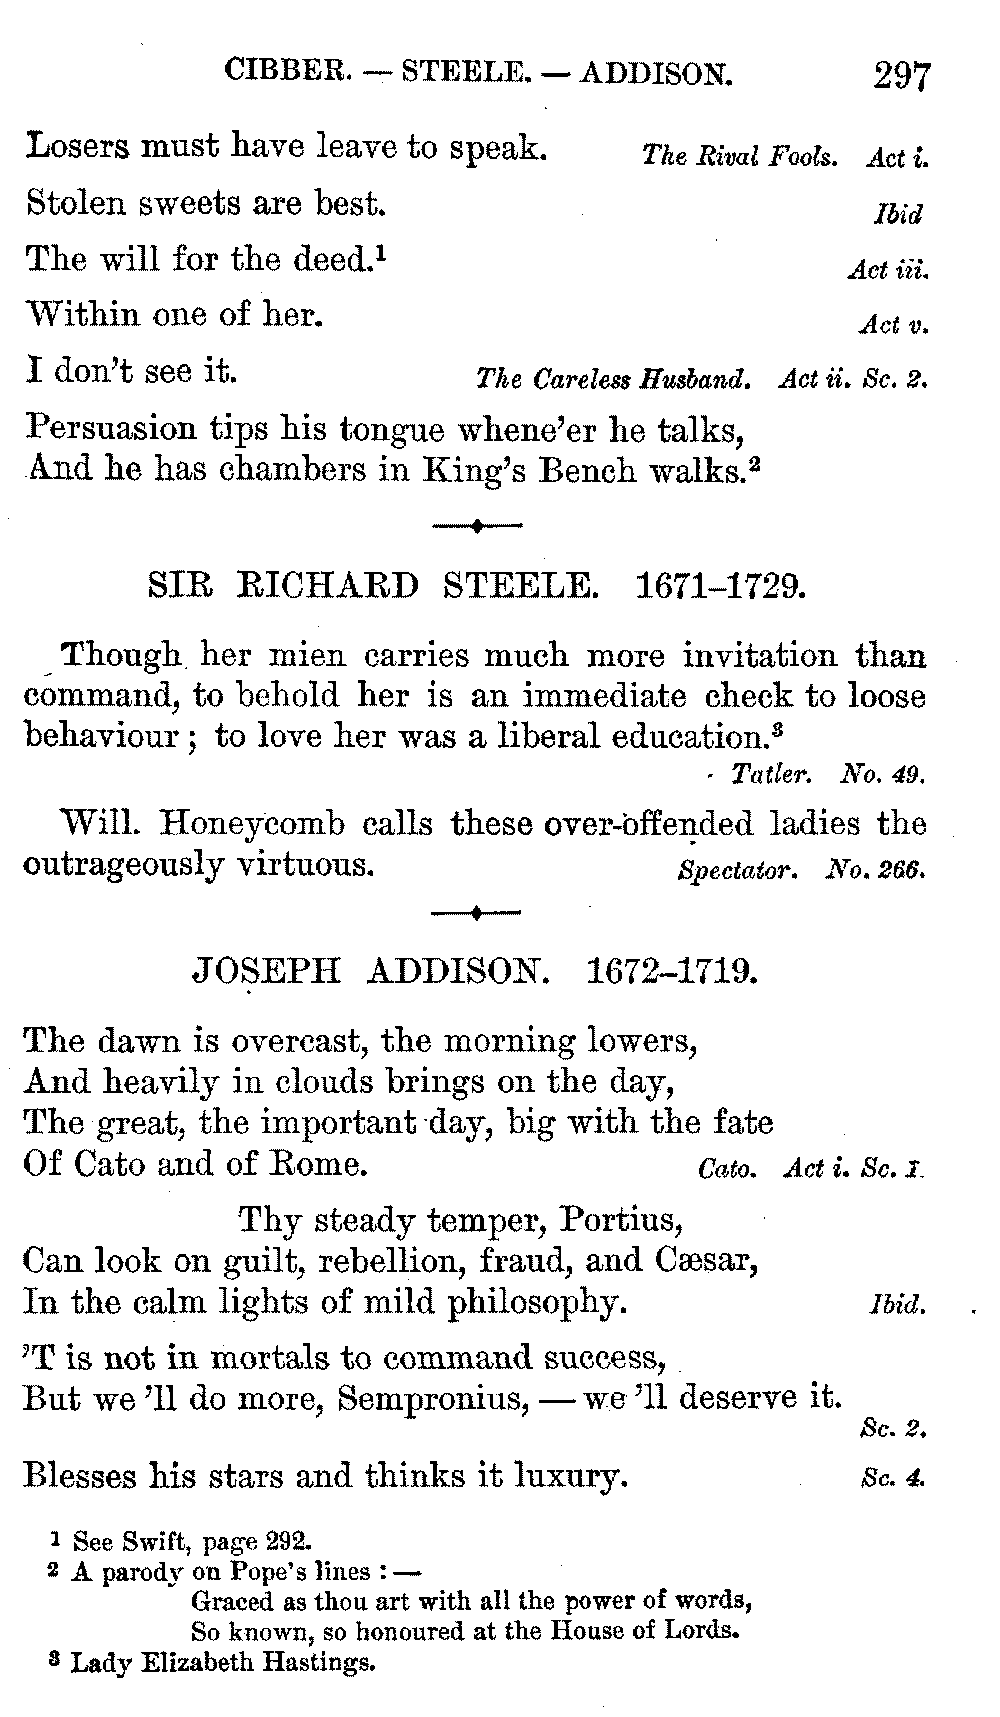 CIBBER. — STEELE. — ADDISON. 297
Losers must have leave to speak. The Rival Fools. Act i.
Stolen sweets are best. Ibid
The will for the deed.¹ Act iii.
Within one of her. Act v.
I don't see it. The Careless Husband. Act ii. Sc. 2.
Persuasion tips his tongue whene'er he talks,
And he has chambers in King's Bench walks.²
SIR RICHARD STEELE. 1671–1729.
Though her mien carries much more invitation than
command, to behold her is an immediate check to loose
behaviour; to love her was a liberal education.³
Tatler. No. 49.
Will. Honeycomb calls these over-offended ladies the
outrageously virtuous. Spectator. No. 266.
JOSEPH ADDISON. 1672–1719.
The dawn is overcast, the morning lowers,
And heavily in clouds brings on the day,
The great, the important day, big with the fate
Of Cato and of Rome. Cato. Act i. Sc. 1.
Thy steady temper, Portius,
Can look on guilt, rebellion, fraud, and Cæsar,
In the calm lights of mild philosophy. Ibid.
'T is not in mortals to command success,
But we 'll do more, Sempronius, — we 'll deserve it.
Sc. 2.
Blesses his stars and thinks it luxury. Sc. 4.
¹ See Swift, page 292.
² A parody on Pope's lines : —
Graced as thou art with all the power of words,
So known, so honoured at the House of Lords.
³ Lady Elizabeth Hastings.